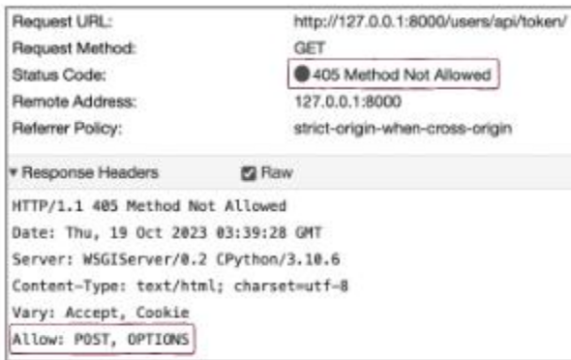 Request URL: http://127.0.0.1:8000/users/api/token/
Request Method: GET
Status Code: 405 Method Not Allowed
Remote Address: 127.0.0.1:8000
Referrer Policy: strict-origin-when-cross-origin
Response Headers Raw
HTTP/1.1 405 Method Not Allowed
Date: Thu, 19 Oct 2023 03:39:28 GMT
Server: WSGIServer/0.2 CPython/3.10.6
Content-Type: text/html; charset=utf-8
Vary: Accept, Cookie
Allow: POST, OPTIONS